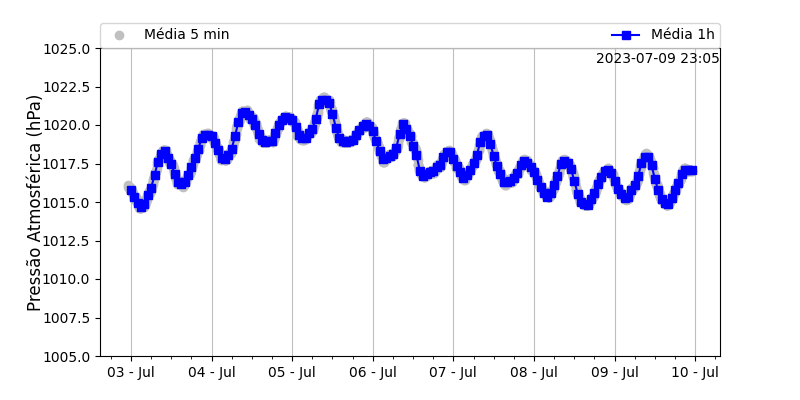 Média 5 min
Média 1h
2023-07-09 23:05
Pressão Atmosférica (hPa)
1025.0
1022.5
1020.0
1017.5
1015.0
1012.5
1010.0
1007.5
1005.0
03 - Jul
04 - Jul
05 - Jul
06 - Jul
07 - Jul
08 - Jul
09 - Jul
10 - Jul